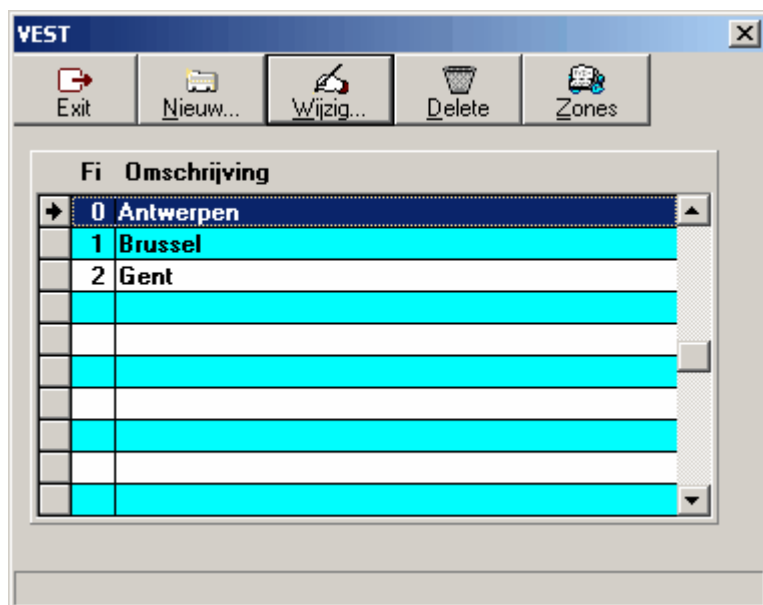 VEST
Exit Nieuw... Wijzig... Delete Zones
Fi Omschrijving
0 Antwerpen
1 Brussel
2 Gent